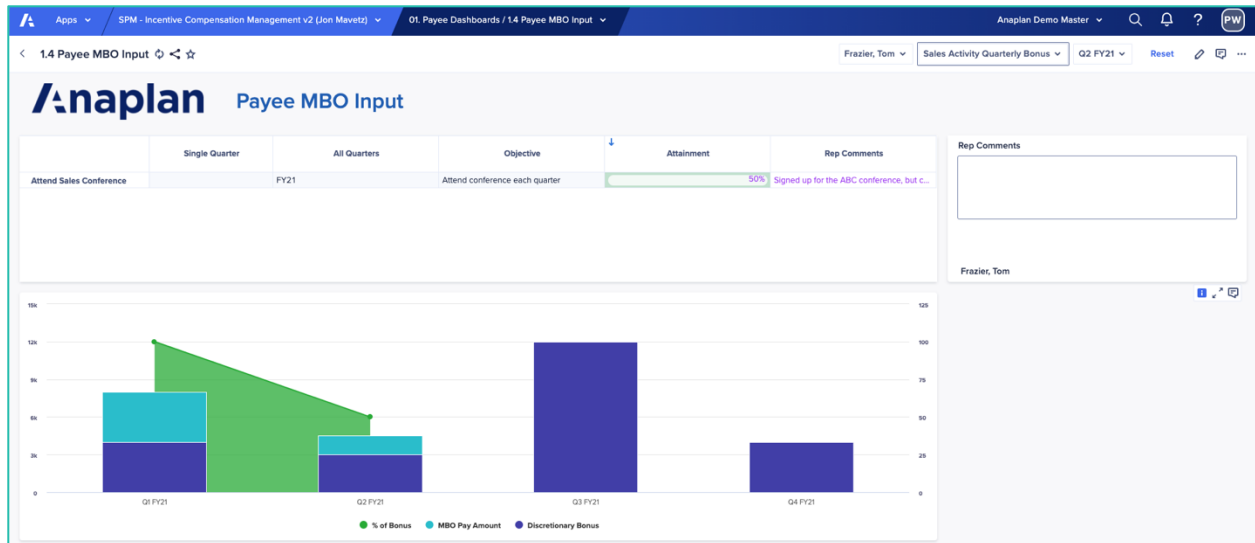 Apps
SPM - Incentive Compensation Management v2 (Jon Mavetz)
01. Payee Dashboards / 1.4 Payee MBO Input
Anaplan Demo Master
?
PW
1.4 Payee MBO Input
Frazier, Tom
Sales Activity Quarterly Bonus
Q2 FY21
Reset
Anaplan
Payee MBO Input
Single Quarter All Quarters Objective Attainment Rep Comments
Attend Sales Conference FY21 Attend conference each quarter 50% Signed up for the ABC conference, but c...
Rep Comments
Frazier, Tom
15k 125
12k 100
9k 75
6k 50
3k 25
0 0
Q1 FY21 Q2 FY21 Q3 FY21 Q4 FY21
% of Bonus MBO Pay Amount Discretionary Bonus